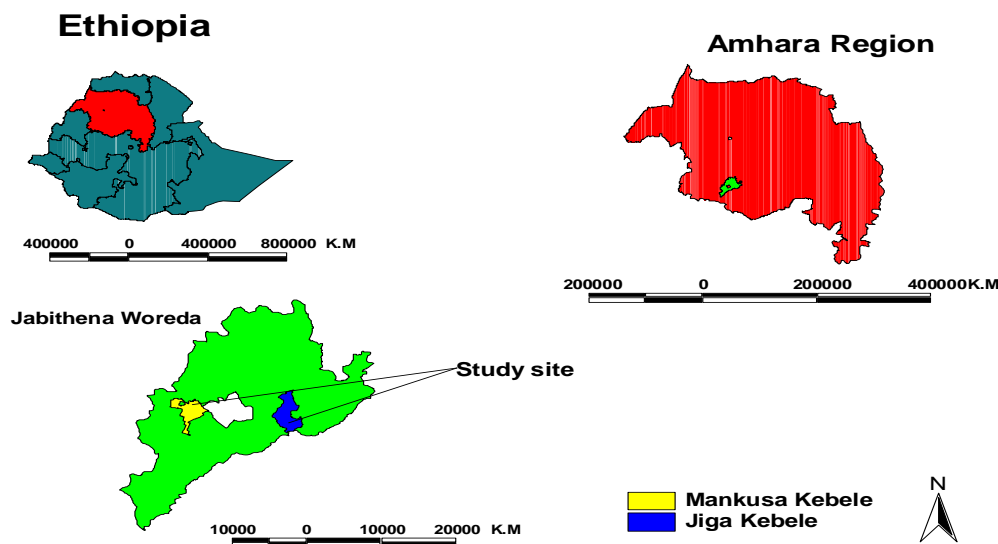 Ethiopia
Amhara Region
400000 0 400000 800000 K.M
200000 0 200000 400000K.M
Jabithena Woreda
Study site
N
Mankusa Kebele
Jiga Kebele
10000 0 10000 20000 K.M